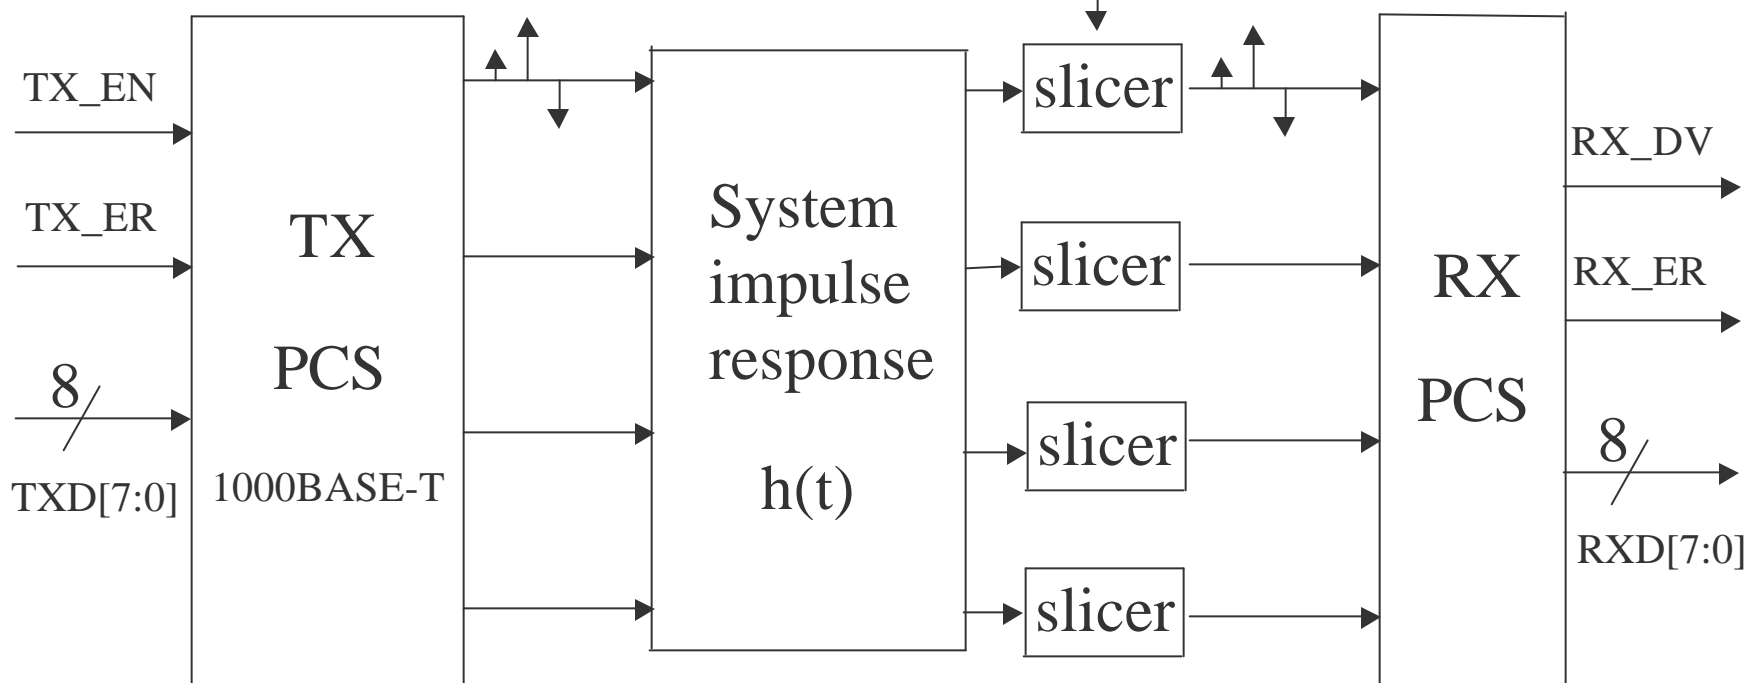 TX_EN
TX_ER
8
TXD[7:0]
TX
PCS
1000BASE-T
System
impulse
response
h(t)
slicer
slicer
slicer
slicer
RX
PCS
RX_DV
RX_ER
8
RXD[7:0]